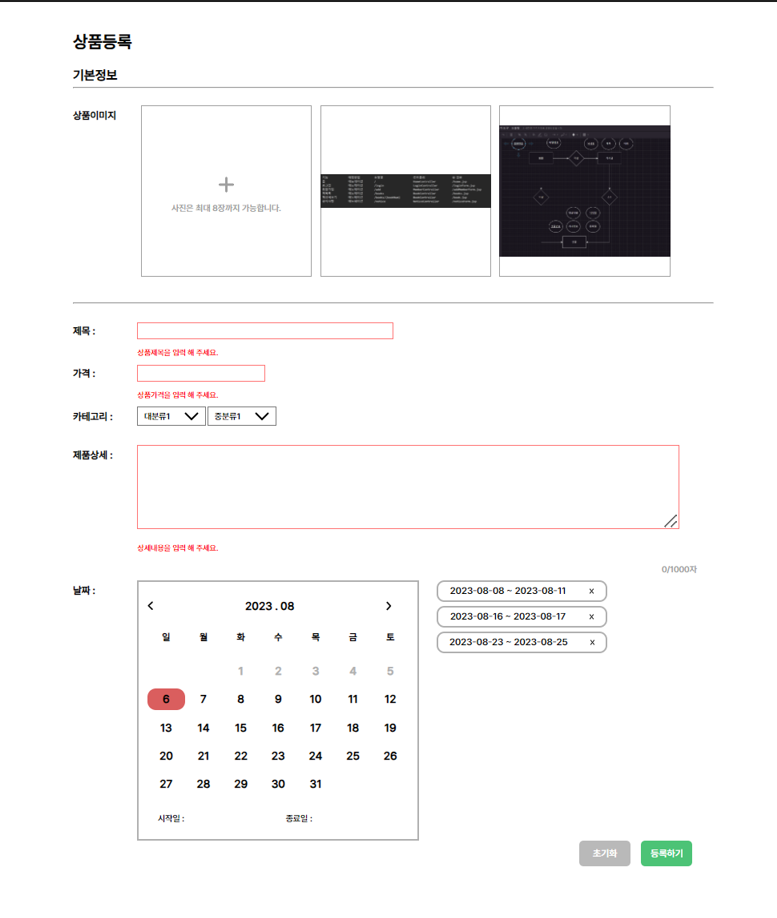 상품등록
기본정보
상품이미지
사진은 최대 8장까지 가능합니다.
제목 :
상품제목을 입력 해 주세요.
가격 :
상품가격을 입력 해 주세요.
카테고리 : 대분류1 중분류1
제품상세 :
상세내용을 입력 해 주세요.
0/1000자
날짜 :
2023 . 08
일 월 화 수 목 금 토
1 2 3 4 5
6 7 8 9 10 11 12
13 14 15 16 17 18 19
20 21 22 23 24 25 26
27 28 29 30 31
시작일 : 종료일 :
2023-08-08 ~ 2023-08-11 x
2023-08-16 ~ 2023-08-17 x
2023-08-23 ~ 2023-08-25 x
초기화 등록하기